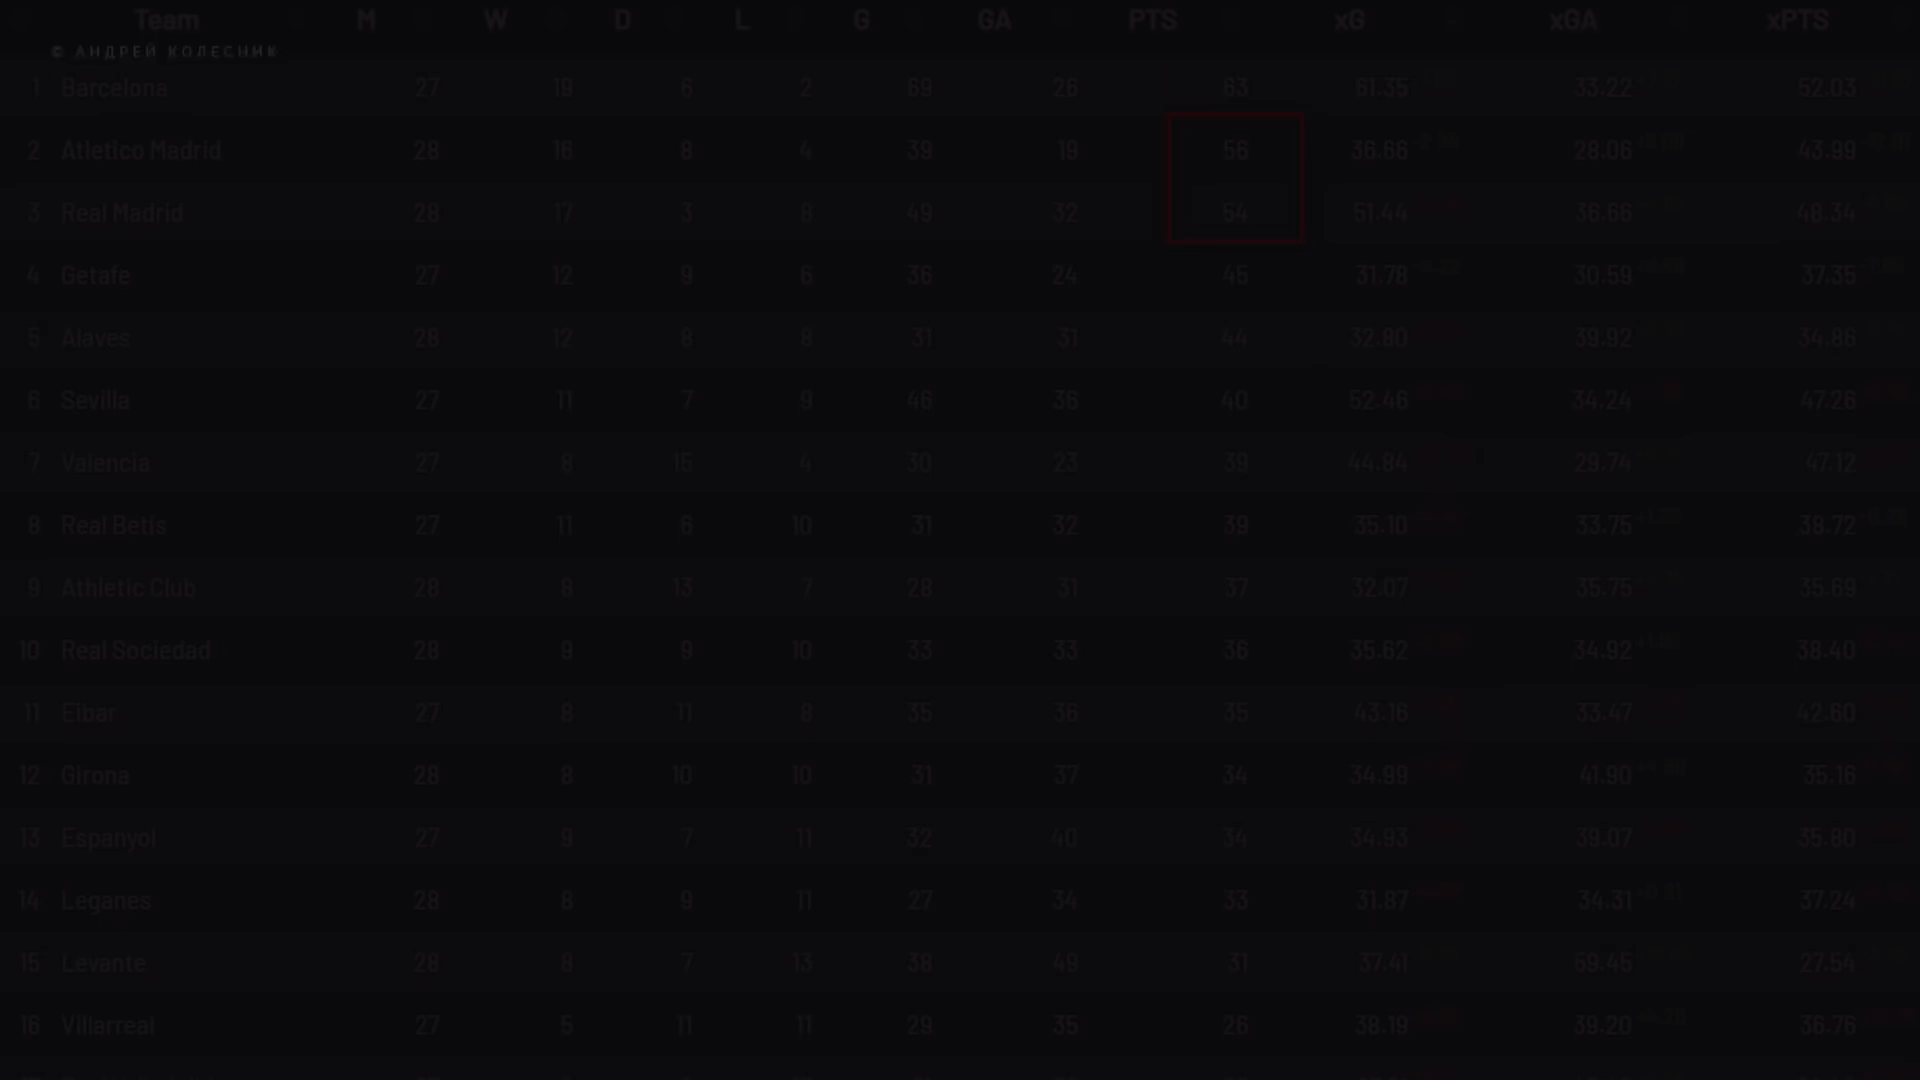 Team M W D L G GA PTS xG xGA xPTS
© АНДРЕЙ КОЛЕСНИК
1 Barcelona 27 19 6 2 69 26 63 61.35 33.22 52.03
2 Atletico Madrid 28 16 8 4 39 19 56 36.66 28.06 43.99
3 Real Madrid 28 17 3 8 49 32 54 51.44 36.66 48.34
4 Getafe 27 12 9 6 36 24 45 31.78 30.59 37.35
5 Alaves 28 12 8 8 31 31 44 32.80 39.92 34.86
6 Sevilla 27 11 7 9 46 36 40 52.46 34.24 47.26
7 Valencia 27 8 15 4 30 23 39 44.84 29.74 47.12
8 Real Betis 27 11 6 10 31 32 39 35.10 33.75 38.72
9 Athletic Club 28 8 13 7 28 31 37 32.07 35.75 35.69
10 Real Sociedad 28 9 9 10 33 33 36 35.62 34.92 38.40
11 Eibar 27 8 11 8 35 36 35 43.16 33.47 42.60
12 Girona 28 8 10 10 31 37 34 34.99 41.90 35.16
13 Espanyol 27 9 7 11 32 40 34 34.93 39.07 35.80
14 Leganes 28 8 9 11 27 34 33 31.87 34.31 37.24
15 Levante 28 8 7 13 38 49 31 37.41 59.45 27.54
16 Villarreal 27 5 11 11 29 35 26 38.19 39.20 36.76